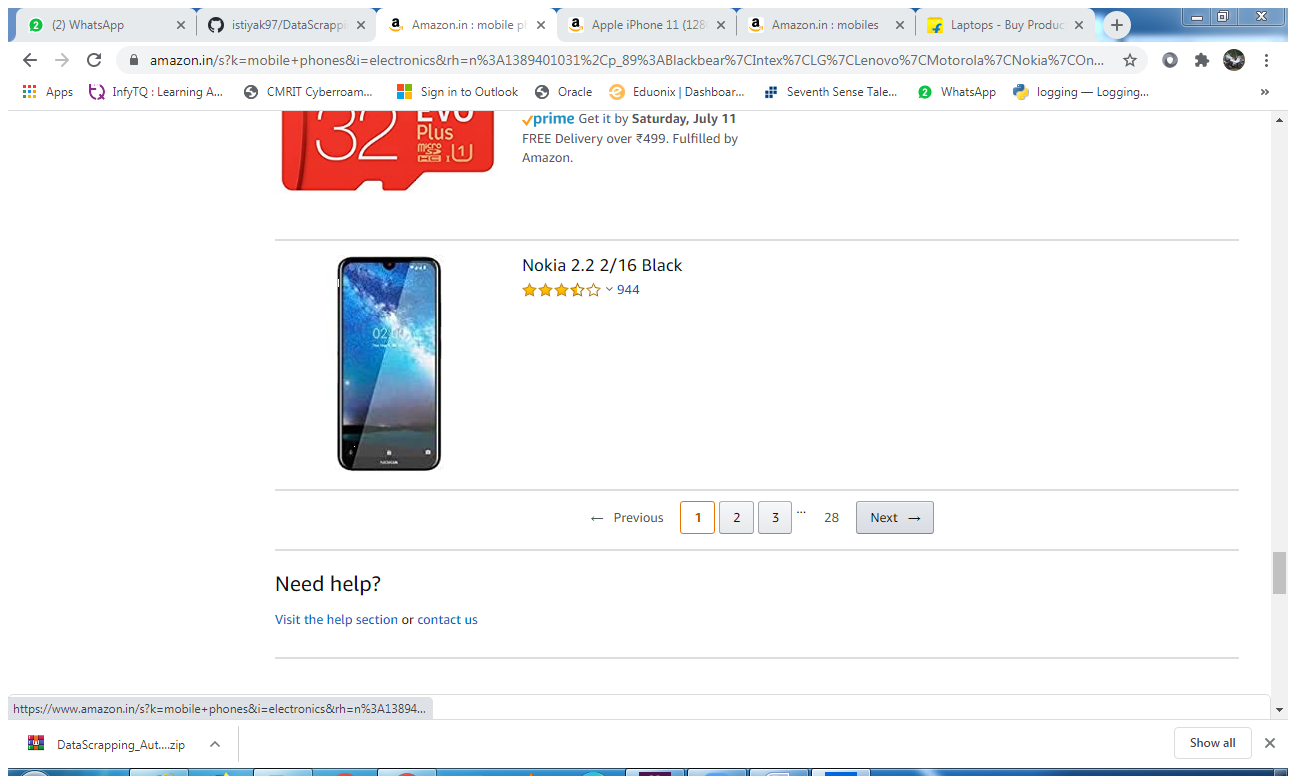 (2) WhatsApp
istiyak97/DataScrappi
Amazon.in : mobile pl
Apple iPhone 11 (128
Amazon.in : mobiles
Laptops - Buy Produc
amazon.in/s?k=mobile+phones&i=electronics&rh=n%3A1389401031%2Cp_89%3ABlackbear%7CIntex%7CLG%7CLenovo%7CMotorola%7CNokia%7COn...
Apps
InfyTQ : Learning A...
CMRIT Cyberroam...
Sign in to Outlook
Oracle
Eduonix | Dashboar...
Seventh Sense Tale...
WhatsApp
logging — Logging...
32 EVO
Plus
micro
HC I U1
prime Get it by Saturday, July 11
FREE Delivery over ₹499. Fulfilled by
Amazon.
Nokia 2.2 2/16 Black
944
← Previous 1 2 3 ... 28 Next →
Need help?
Visit the help section or contact us
https://www.amazon.in/s?k=mobile+phones&i=electronics&rh=n%3A13894...
DataScrapping_Aut....zip
Show all